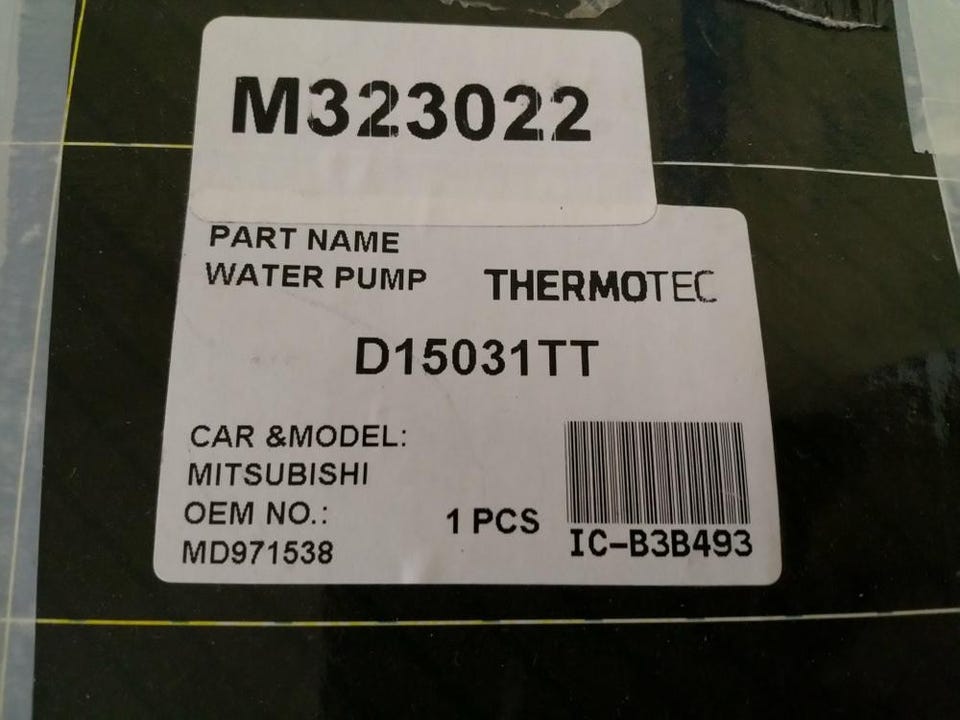 M323022
PART NAME
WATER PUMP
THERMOTEC
D15031TT
CAR &MODEL:
MITSUBISHI
OEM NO.:
MD971538
1 PCS
IC-B3B493